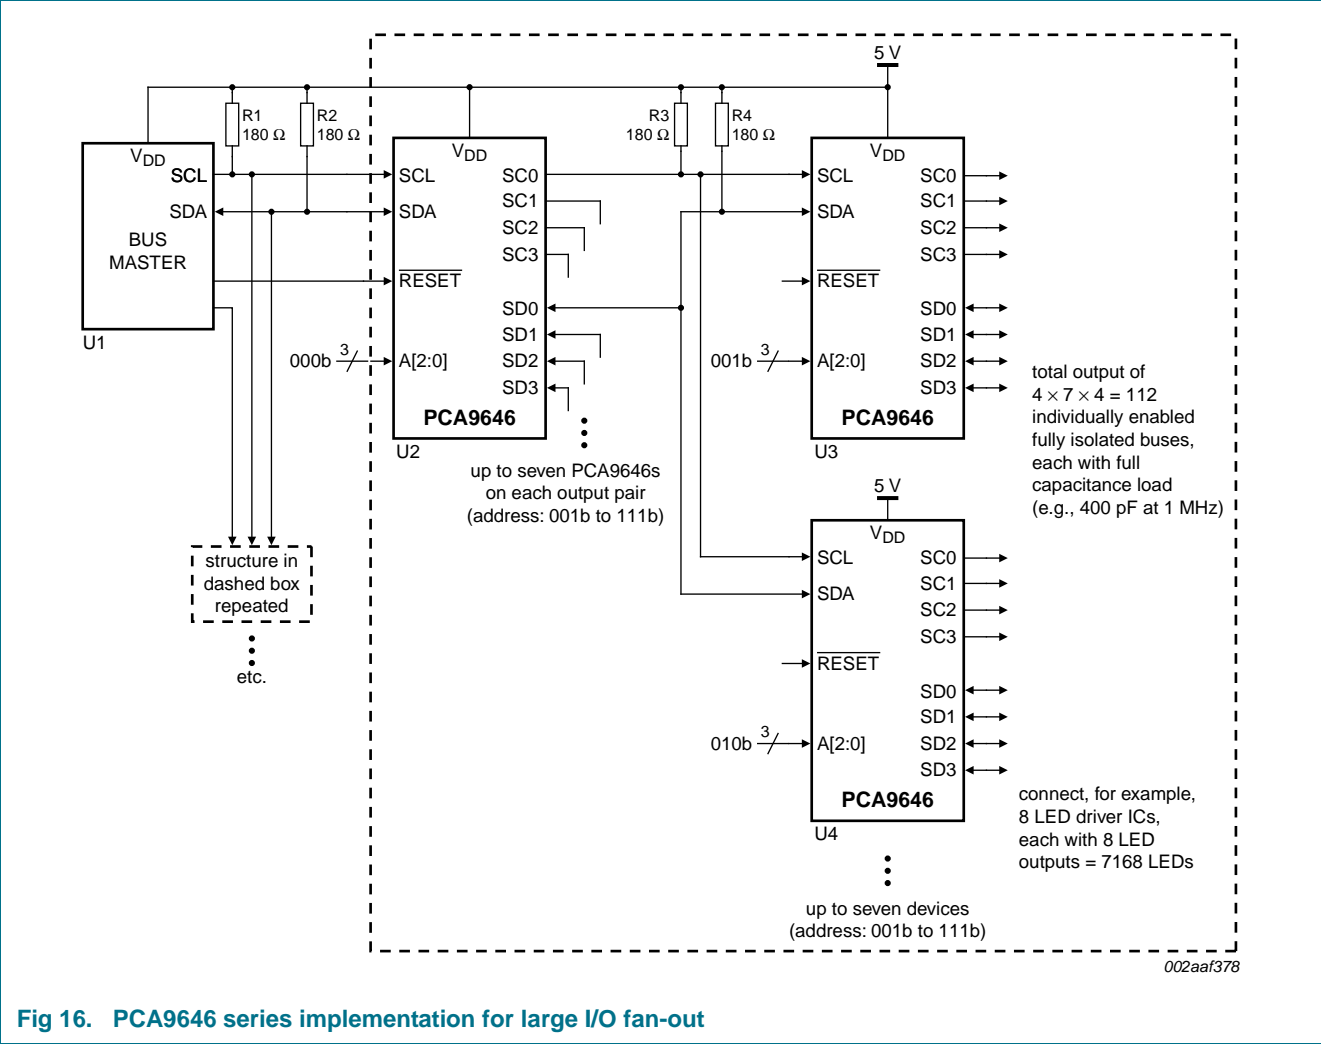 5 V
R1
180 Ω
R2
180 Ω
R3
180 Ω
R4
180 Ω
VDD
SCL
SDA
BUS
MASTER
U1
VDD
SCL
SDA
RESET
000b
3
A[2:0]
SC0
SC1
SC2
SC3
SD0
SD1
SD2
SD3
PCA9646
U2
up to seven PCA9646s
on each output pair
(address: 001b to 111b)
VDD
SCL
SDA
RESET
001b
3
A[2:0]
SC0
SC1
SC2
SC3
SD0
SD1
SD2
SD3
PCA9646
U3
total output of
4 × 7 × 4 = 112
individually enabled
fully isolated buses,
each with full
capacitance load
(e.g., 400 pF at 1 MHz)
5 V
VDD
SCL
SDA
RESET
010b
3
A[2:0]
SC0
SC1
SC2
SC3
SD0
SD1
SD2
SD3
PCA9646
U4
connect, for example,
8 LED driver ICs,
each with 8 LED
outputs = 7168 LEDs
up to seven devices
(address: 001b to 111b)
structure in
dashed box
repeated
etc.
002aaf378
Fig 16. PCA9646 series implementation for large I/O fan-out